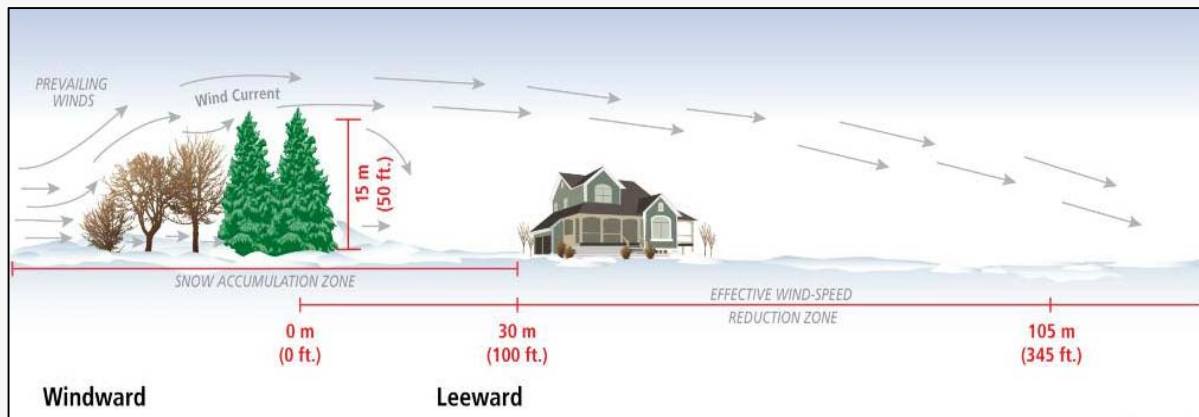 PREVAILING
WINDS
Wind Current
15 m
(50 ft.)
SNOW ACCUMULATION ZONE
EFFECTIVE WIND-SPEED
REDUCTION ZONE
0 m
(0 ft.)
30 m
(100 ft.)
105 m
(345 ft.)
Windward
Leeward